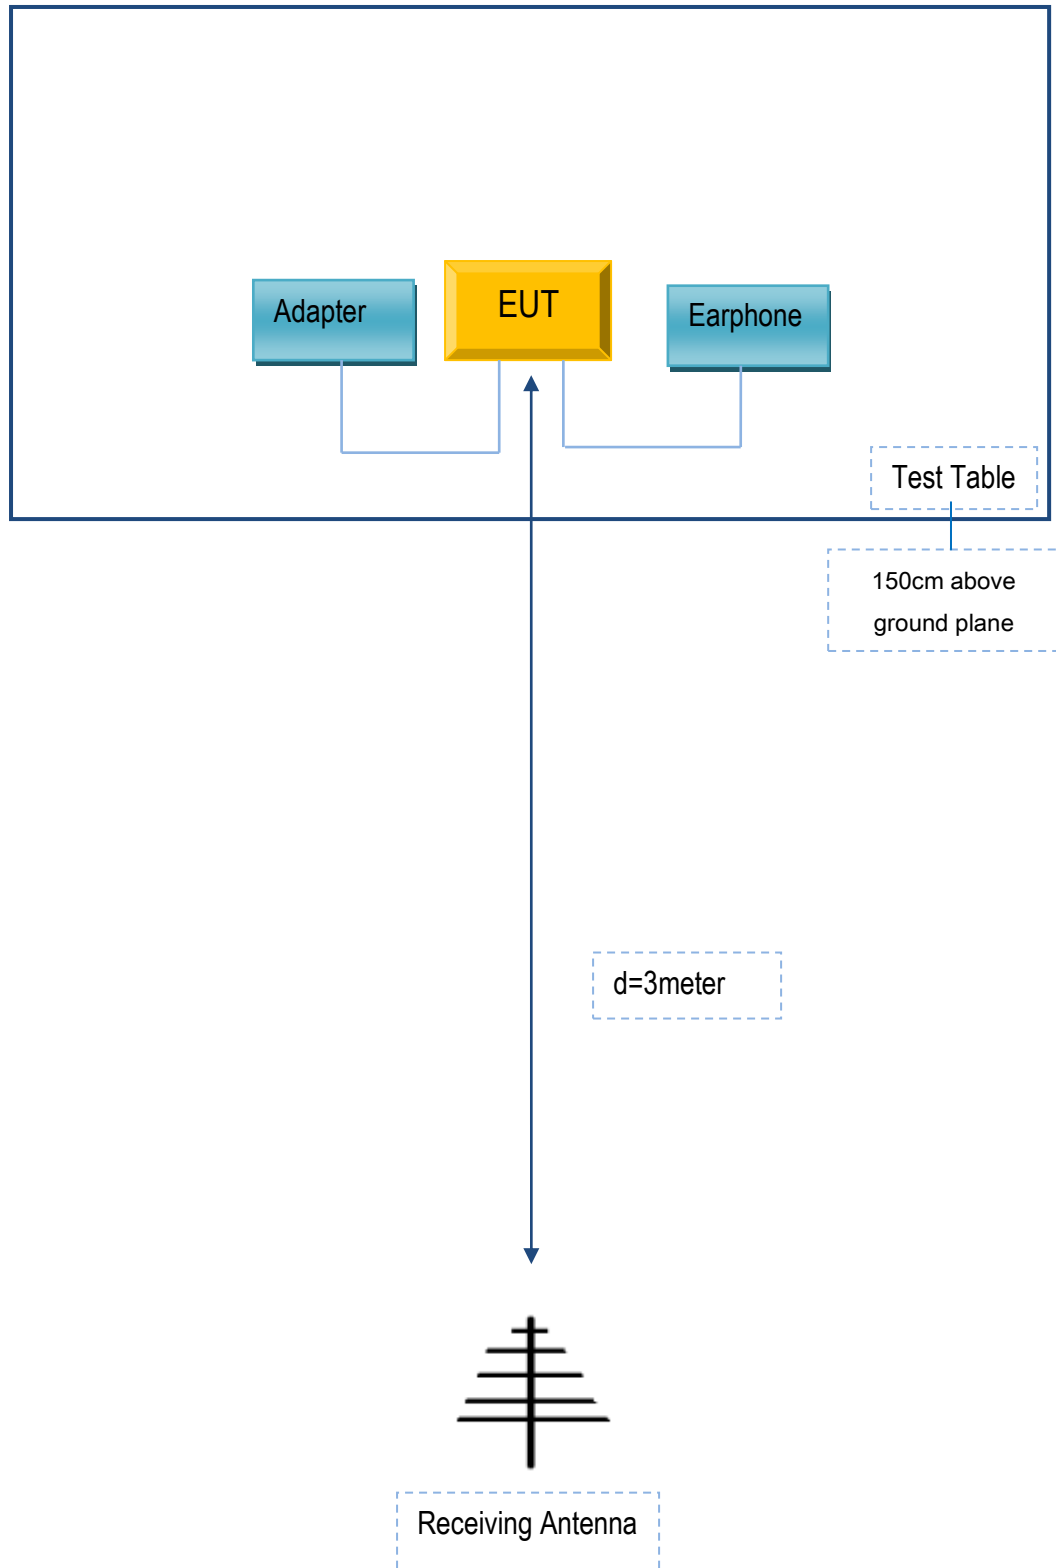 Adapter
EUT
Earphone
Test Table
150cm above
ground plane
d=3meter
Receiving Antenna